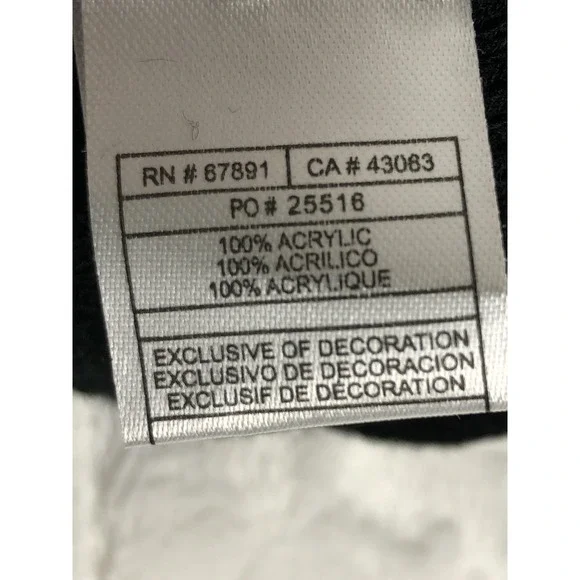 RN # 67891 CA # 43063
PO # 25516
100% ACRYLIC
100% ACRILICO
100% ACRYLIQUE
EXCLUSIVE OF DECORATION
EXCLUSIVO DE DECORACION
EXCLUSIF DE DÉCORATION